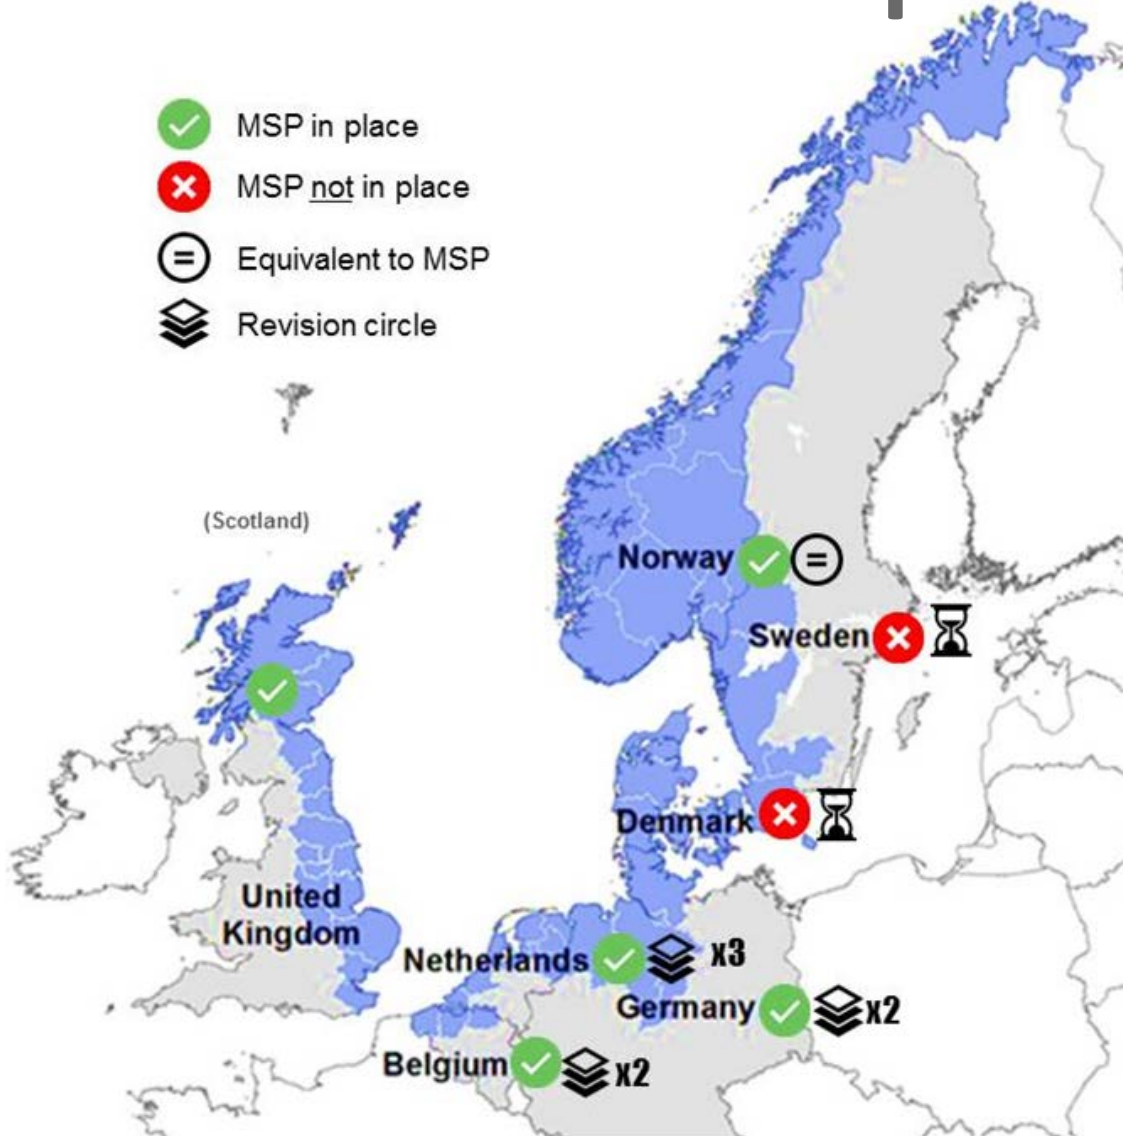 MSP in place
MSP not in place
Equivalent to MSP
Revision circle
(Scotland)
Norway
Sweden
Denmark
United
Kingdom
Netherlands x3
Germany x2
Belgium x2